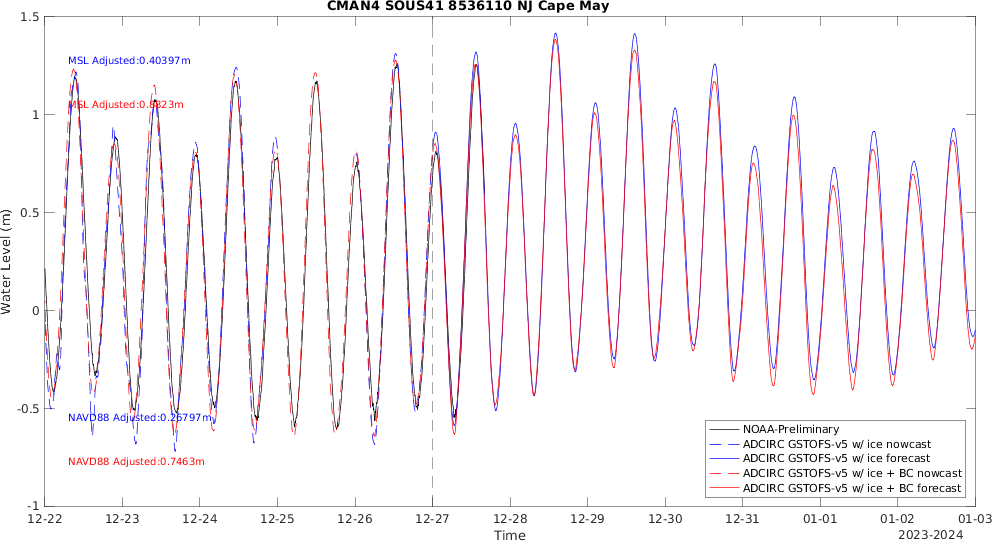 CMAN4 SOUS41 8536110 NJ Cape May
1.5
1
0.5
0
-0.5
-1
Water Level (m)
MSL Adjusted:0.40397m
MSL
NAVD88 Adjusted:0.26797m
NAVD88 Adjusted:0.7463m
NOAA-Preliminary
ADCIRC GSTOFS-v5 w/ ice nowcast
ADCIRC GSTOFS-v5 w/ ice forecast
ADCIRC GSTOFS-v5 w/ ice + BC nowcast
ADCIRC GSTOFS-v5 w/ ice + BC forecast
12-22 12-23 12-24 12-25 12-26 12-27 12-28 12-29 12-30 12-31 01-01 01-02 01-03
Time
2023-2024